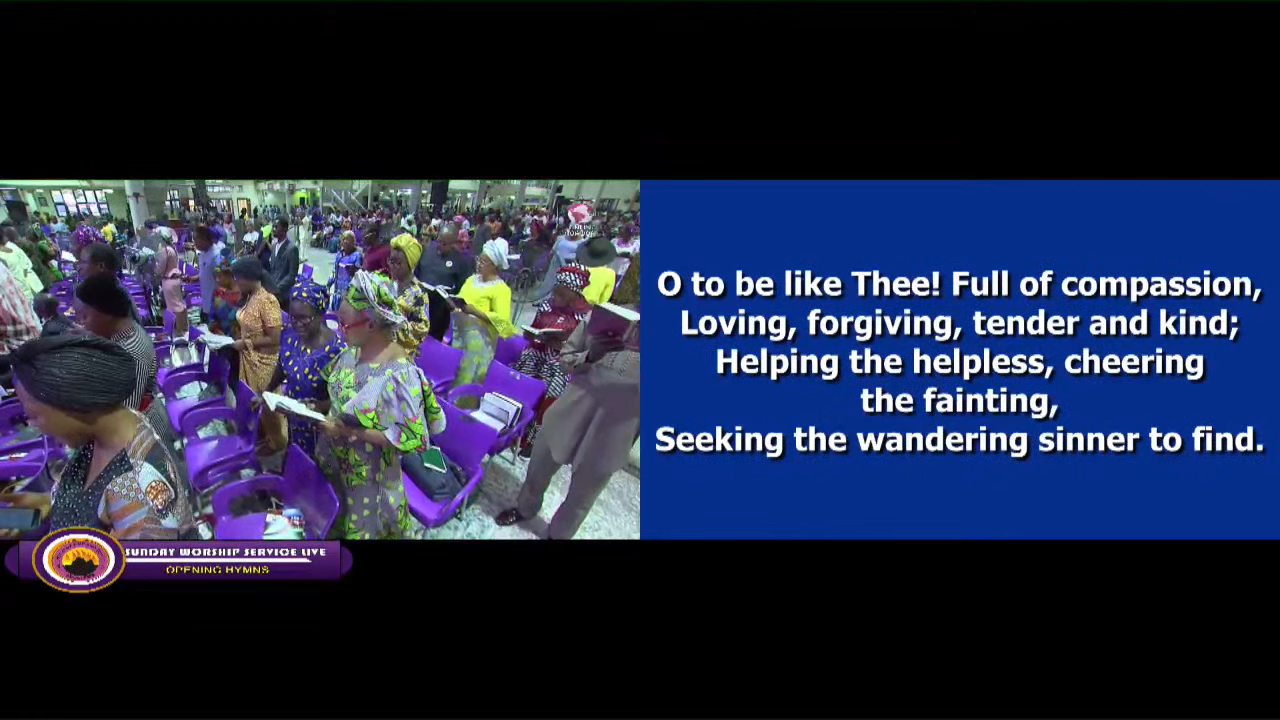 O to be like Thee! Full of compassion,
Loving, forgiving, tender and kind;
Helping the helpless, cheering
the fainting,
Seeking the wandering sinner to find.
SUNDAY WORSHIP SERVICE LIVE
OPENING HYMNS